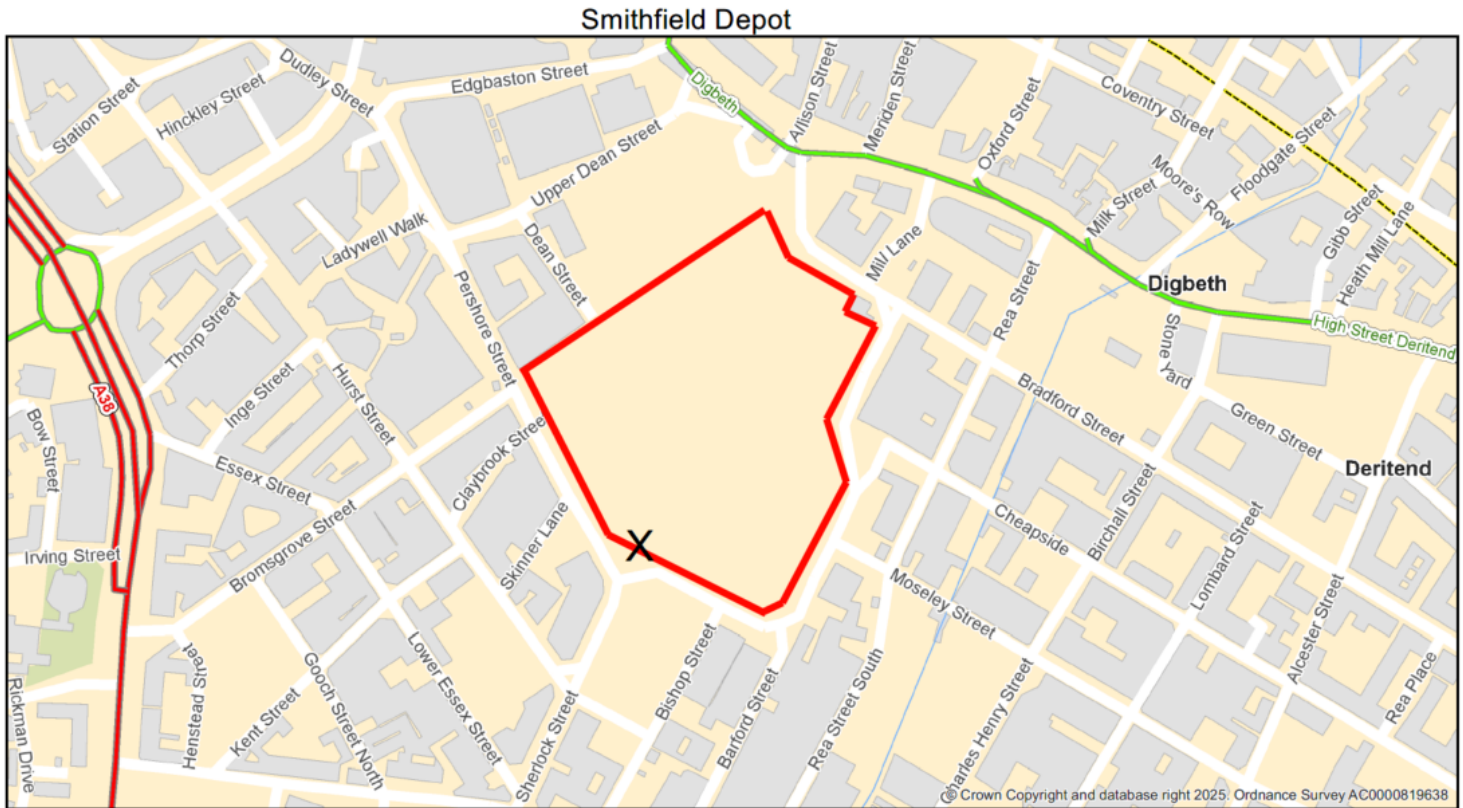 Smithfield Depot
Dudley Street
Edgbaston Street
Digbeth
Allison Street
Meriden Street
Oxford Street
Coventry Street
Station Street
Hinckley Street
Upper Dean Street
Moore's Row
Floodgate Street
Milk Street
Gibb Street
Heath Mill Lane
Ladywell Walk
Dean Street
Mill Lane
Digbeth
Pershore Street
Rea Street
Thorp Street
Stone Yard
High Street Deritend
Inge Street
Hurst Street
A38
Bradford Street
Green Street
Bow Street
Claybrook Stree
Essex Street
Deritend
Bromsgrove Street
Skinner Lane
X
Cheapside
Birchall Street
Lombard Street
Irving Street
Moseley Street
Alcester Street
Henstead Street
Gooch Street North
Lower Essex Street
Bishop Street
Barford Street
Rea Street South
Charles Henry Street
Rea Place
Rickman Drive
Kent Street
Sherlock Street
© Crown Copyright and database right 2025. Ordnance Survey AC0000819638